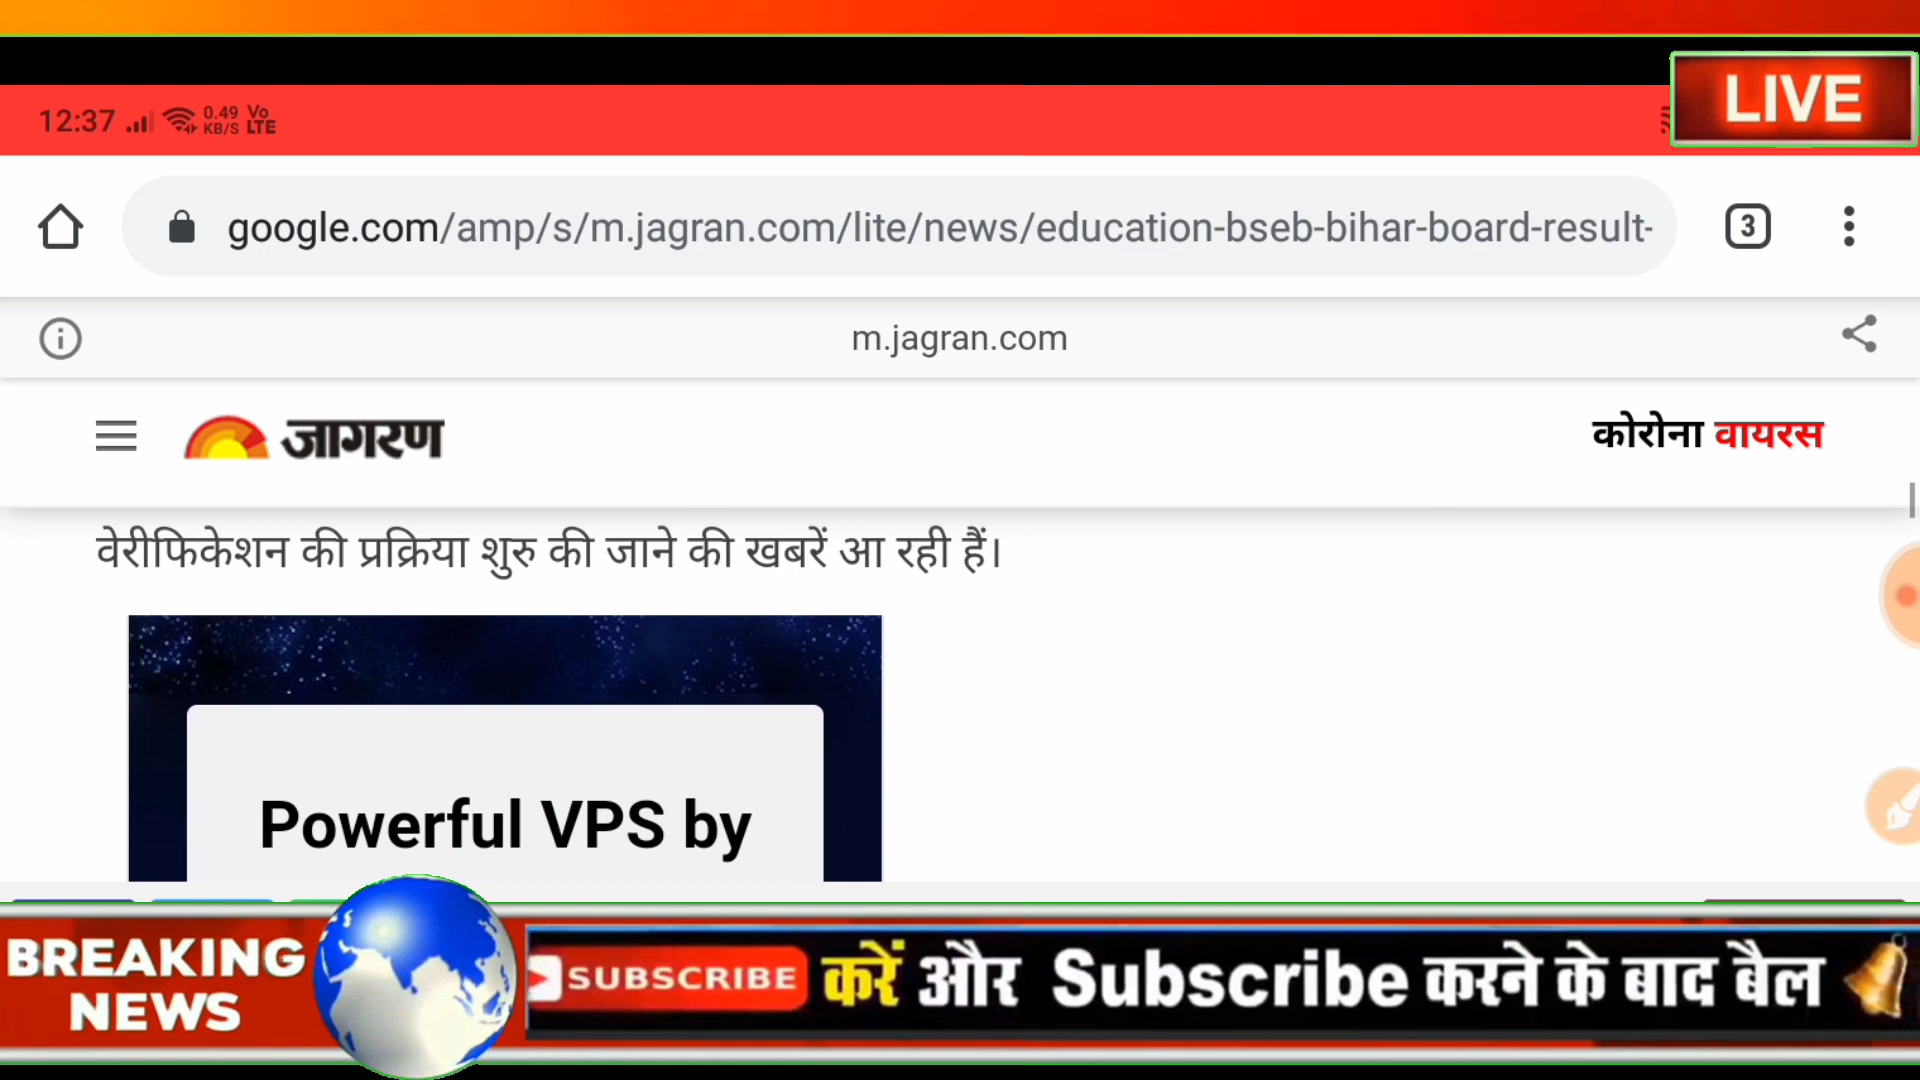 LIVE
12:37 0.49 KB/S Vo LTE
google.com/amp/s/m.jagran.com/lite/news/education-bseb-bihar-board-result-
3
m.jagran.com
जागरण
कोरोना वायरस
वेरीफिकेशन की प्रक्रिया शुरु की जाने की खबरें आ रही हैं।
Powerful VPS by
BREAKING
NEWS
SUBSCRIBE करें और Subscribe करने के बाद बैल